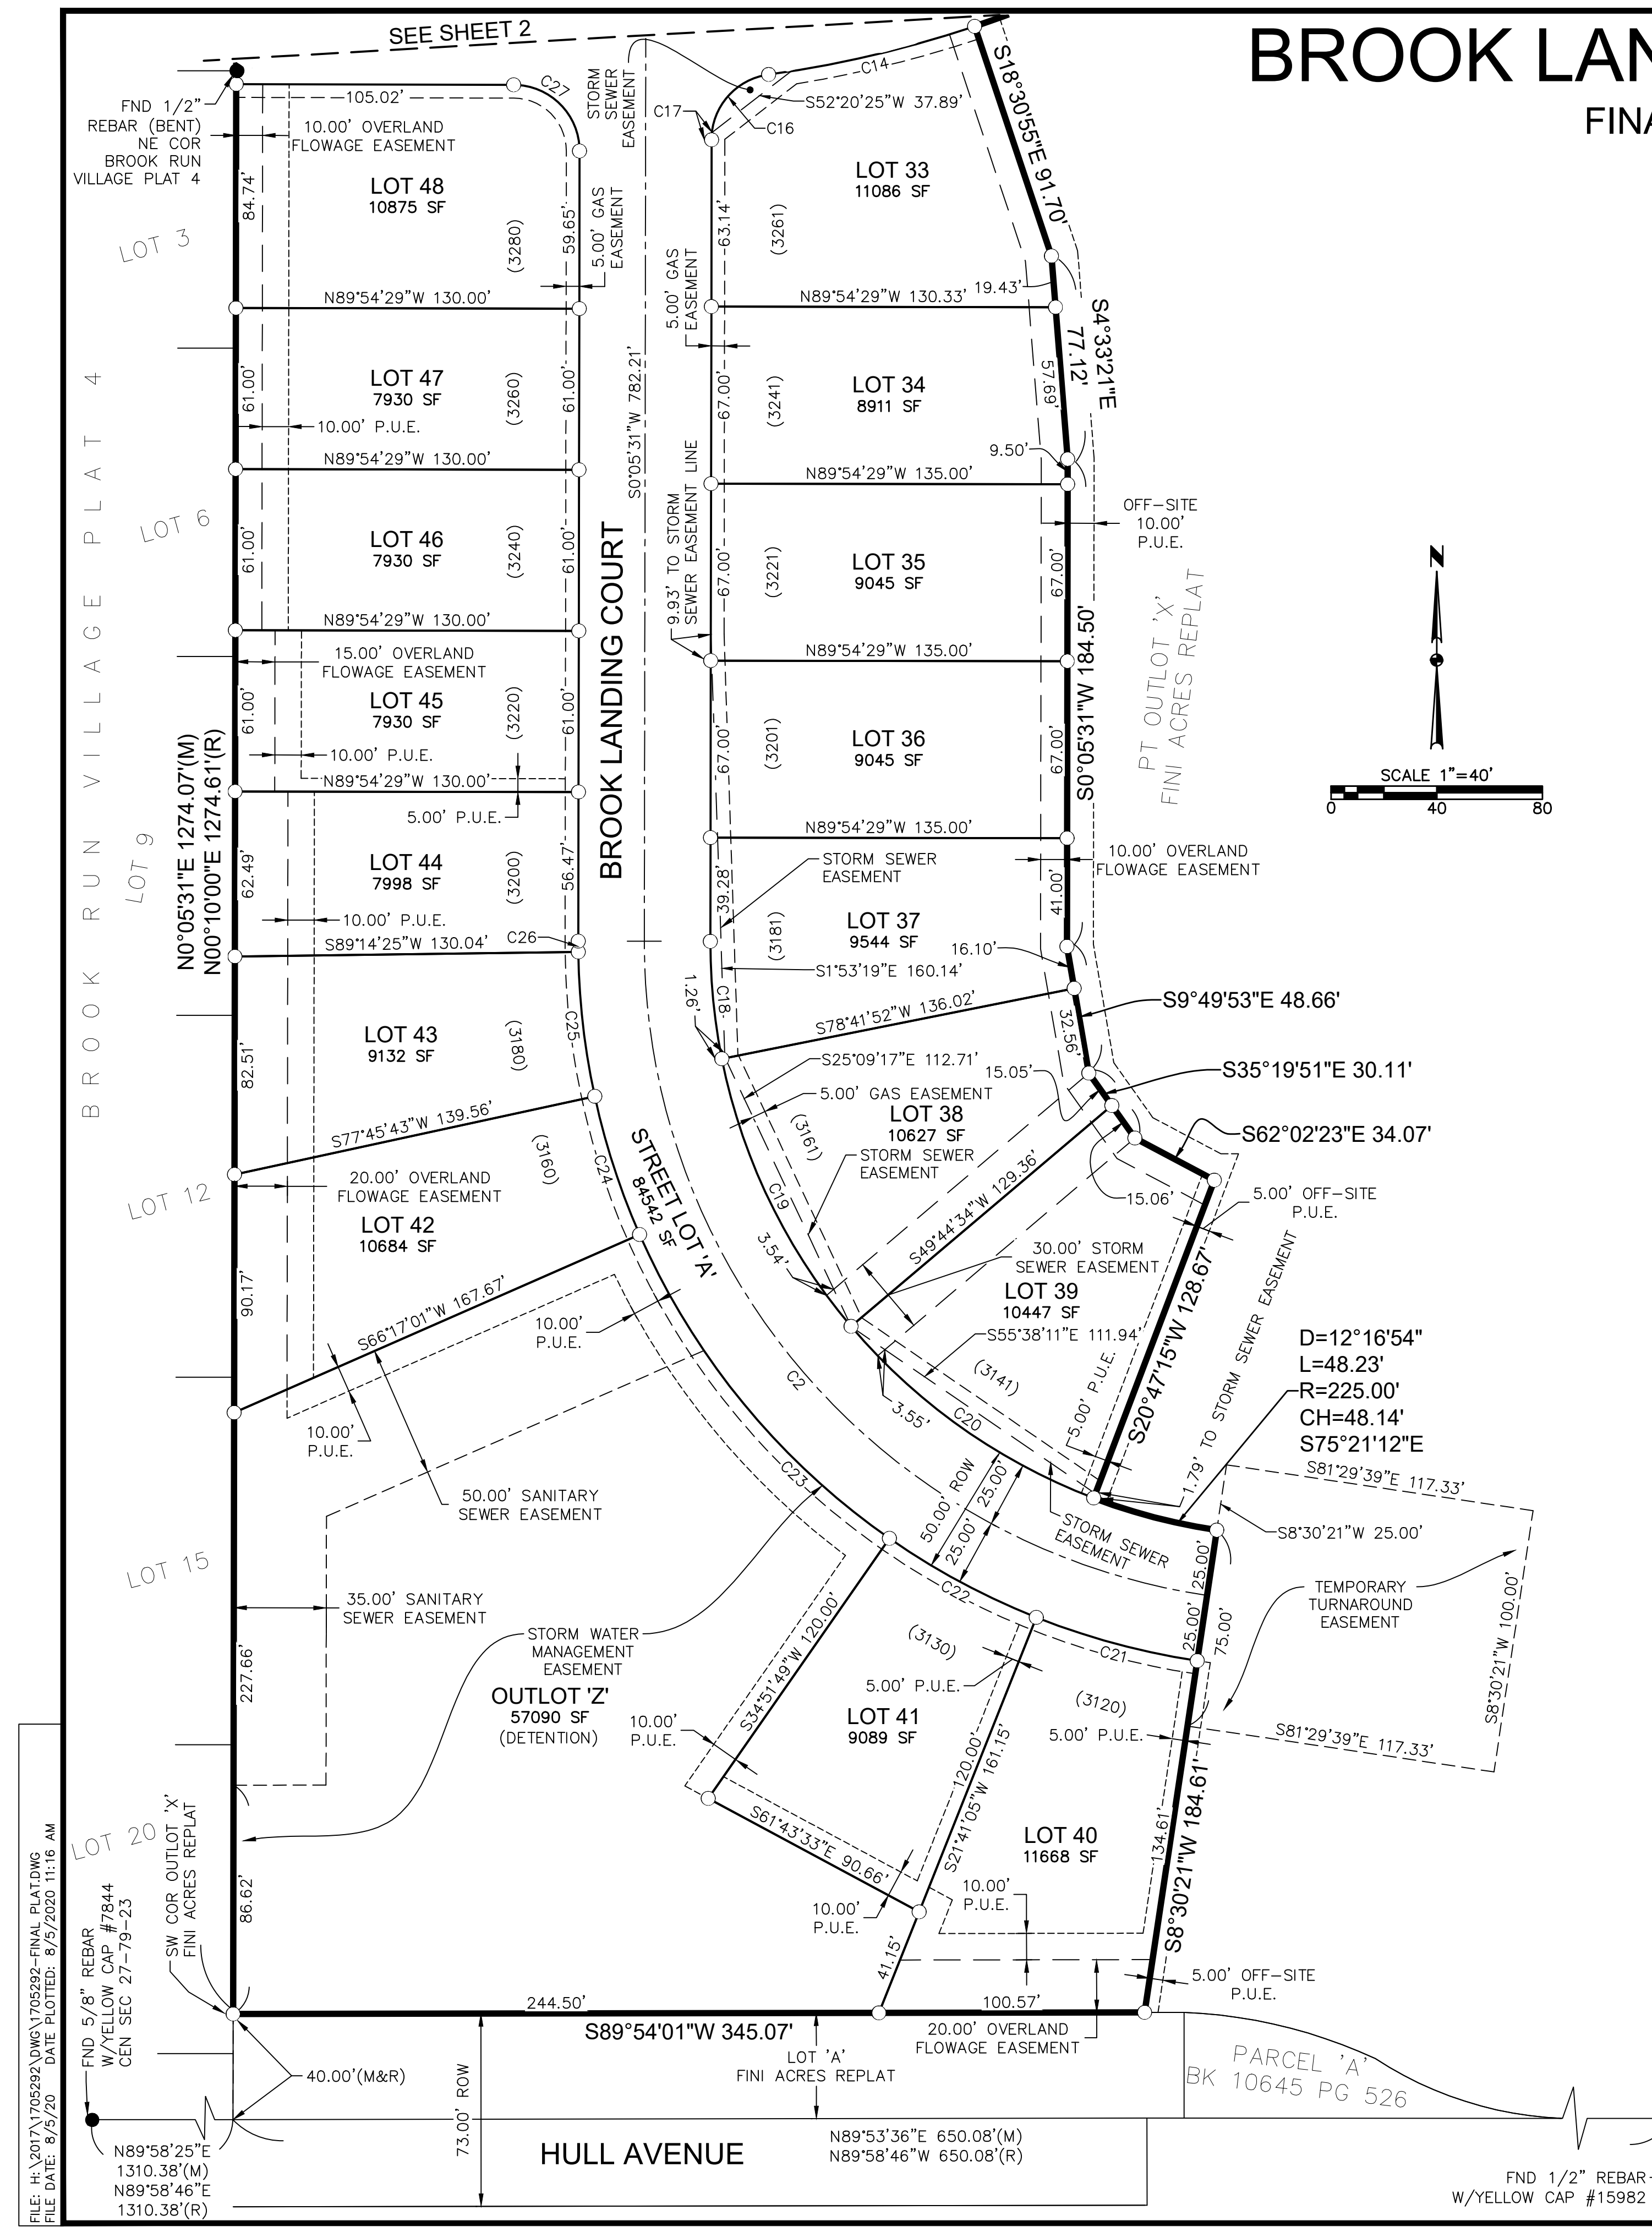 BROOK LAN
FINA
SEE SHEET 2
FND 1/2"
REBAR (BENT)
NE COR
BROOK RUN
VILLAGE PLAT 4
105.02'
C27
10.00' OVERLAND
FLOWAGE EASEMENT
STORM
SEWER
EASEMENT
C17
C16
C14
S52°20'25"W 37.89'
S18°30'55"E 91.70'
LOT 48
10875 SF
84.74'
(3280)
59.65'
5.00' GAS
EASEMENT
LOT 33
11086 SF
63.14'
(3261)
5.00' GAS
EASEMENT
LOT 3
N89°54'29"W 130.00'
N89°54'29"W 130.33'
19.43'
S4°33'21"E
77.12'
LOT 47
7930 SF
61.00'
(3260)
61.00'
10.00' P.U.E.
S0°05'31"W 782.21'
LOT 34
8911 SF
67.00'
(3241)
57.69'
9.50'
N89°54'29"W 130.00'
N89°54'29"W 135.00'
BROOK RUN VILLAGE PLAT 4
LOT 6
LOT 46
7930 SF
61.00'
(3240)
61.00'
BROOK LANDING COURT
9.93' TO STORM
SEWER EASEMENT LINE
LOT 35
9045 SF
67.00'
(3221)
67.00'
OFF-SITE
10.00'
P.U.E.
PT OUTLOT 'X'
FINI ACRES REPLAT
N
SCALE 1"=40'
0 40 80
N89°54'29"W 130.00'
N89°54'29"W 135.00'
S0°05'31"W 184.50'
15.00' OVERLAND
FLOWAGE EASEMENT
LOT 45
7930 SF
61.00'
(3220)
61.00'
10.00' P.U.E.
LOT 36
9045 SF
67.00'
(3201)
67.00'
N0°05'31"E 1274.07'(M)
N00°10'00"E 1274.61'(R)
N89°54'29"W 130.00'
5.00' P.U.E.
N89°54'29"W 135.00'
LOT 9
LOT 44
7998 SF
62.49'
(3200)
56.47'
10.00' P.U.E.
STORM SEWER
EASEMENT
10.00' OVERLAND
FLOWAGE EASEMENT
39.28'
LOT 37
9544 SF
(3181)
41.00'
16.10'
S89°14'25"W 130.04'
C26
S1°53'19"E 160.14'
1.26'
C18
S78°41'52"W 136.02'
S9°49'53"E 48.66'
32.56'
LOT 43
9132 SF
82.51'
(3180)
C25
S25°09'17"E 112.71'
5.00' GAS EASEMENT
15.05'
S35°19'51"E 30.11'
LOT 38
10627 SF
(3161)
STORM SEWER
EASEMENT
S62°02'23"E 34.07'
S77°45'43"W 139.56'
STREET LOT 'A'
84542 SF
C24
C19
3.54'
S49°44'34"W 129.36'
15.06'
5.00' OFF-SITE
P.U.E.
LOT 12
20.00' OVERLAND
FLOWAGE EASEMENT
(3160)
LOT 42
10684 SF
90.17'
30.00' STORM
SEWER EASEMENT
LOT 39
10447 SF
S55°38'11"E 111.94'
(3141)
S20°47'15"W 128.67'
1.79' TO STORM SEWER EASEMENT
D=12°16'54"
L=48.23'
R=225.00'
CH=48.14'
S75°21'12"E
S66°17'01"W 167.67'
10.00'
P.U.E.
10.00'
P.U.E.
C2
3.55'
C20
5.00' P.U.E.
50.00' SANITARY
SEWER EASEMENT
C23
50.00' ROW
25.00'
25.00'
STORM SEWER
EASEMENT
S81°29'39"E 117.33'
S8°30'21"W 25.00'
LOT 15
35.00' SANITARY
SEWER EASEMENT
C22
25.00'
25.00'
75.00'
TEMPORARY
TURNAROUND
EASEMENT
S8°30'21"W 100.00'
STORM WATER
MANAGEMENT
EASEMENT
227.66'
OUTLOT 'Z'
57090 SF
(DETENTION)
S34°51'49"W 120.00'
(3130)
C21
5.00' P.U.E.
10.00'
P.U.E.
LOT 41
9089 SF
(3120)
5.00' P.U.E.
S81°29'39"E 117.33'
120.00'
S21°41'05"W 161.15'
S61°43'33"E 90.66'
LOT 40
11668 SF
134.61'
S8°30'21"W 184.61'
10.00'
P.U.E.
10.00'
P.U.E.
LOT 20
SW COR OUTLOT 'X'
FINI ACRES REPLAT
86.62'
41.15'
5.00' OFF-SITE
P.U.E.
FND 5/8" REBAR
W/YELLOW CAP #7844
CEN SEC 27-79-23
244.50'
S89°54'01"W 345.07'
100.57'
20.00' OVERLAND
FLOWAGE EASEMENT
40.00'(M&R)
73.00' ROW
LOT 'A'
FINI ACRES REPLAT
PARCEL 'A'
BK 10645 PG 526
HULL AVENUE
N89°53'36"E 650.08'(M)
N89°58'46"W 650.08'(R)
N89°58'25"E
1310.38'(M)
N89°58'46"E
1310.38'(R)
FND 1/2" REBAR
W/YELLOW CAP #15982
FILE: H:\2017\1705292\DWG\1705292-FINAL PLAT.DWG
FILE DATE: 8/5/20 DATE PLOTTED: 8/5/2020 11:16 AM